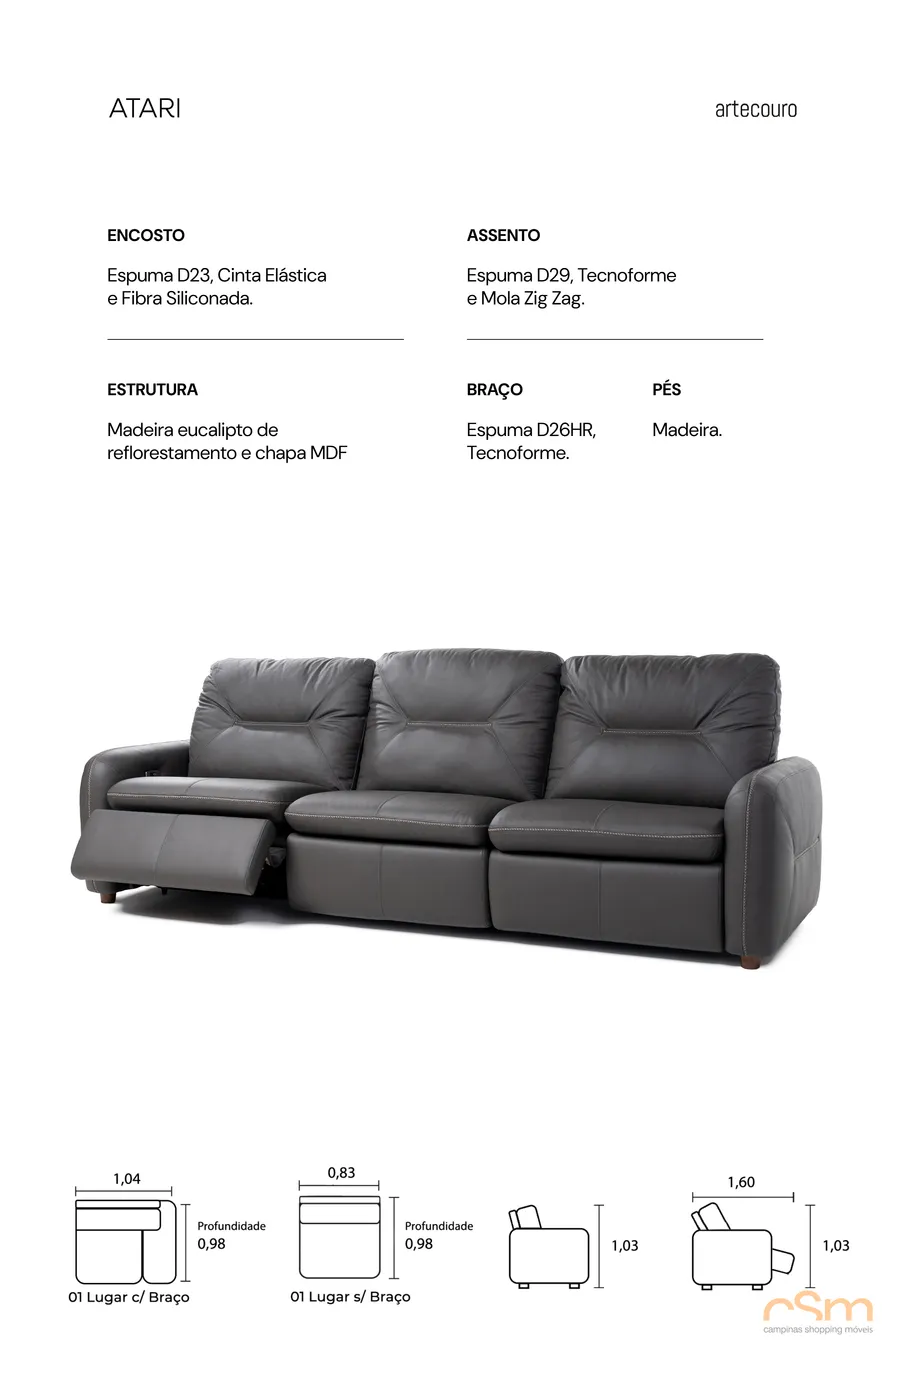 ATARI
artecouro
ENCOSTO
Espuma D23, Cinta Elástica
e Fibra Siliconada.
ASSENTO
Espuma D29, Tecnoforme
e Mola Zig Zag.
ESTRUTURA
Madeira eucalipto de
reflorestamento e chapa MDF
BRAÇO
Espuma D26HR,
Tecnoforme.
PÉS
Madeira.
1,04
Profundidade
0,98
01 Lugar c/ Braço
0,83
Profundidade
0,98
01 Lugar s/ Braço
1,03
1,60
1,03
rsm
campinas shopping móveis